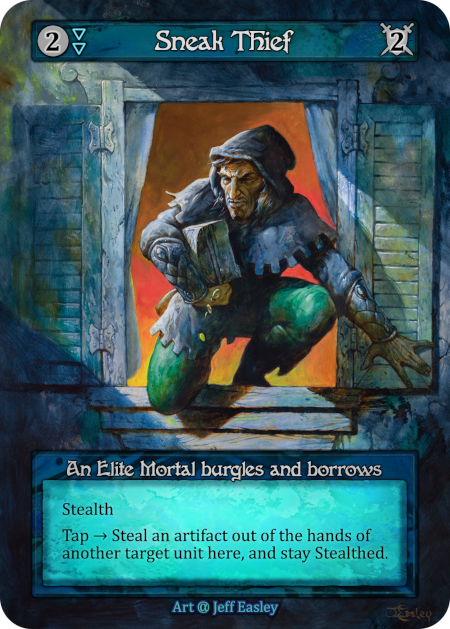 2 Sneak Thief 2
An Elite Mortal burgles and borrows
Stealth
Tap → Steal an artifact out of the hands of
another target unit here, and stay Stealthed.
Art @ Jeff Easley
J. Easley